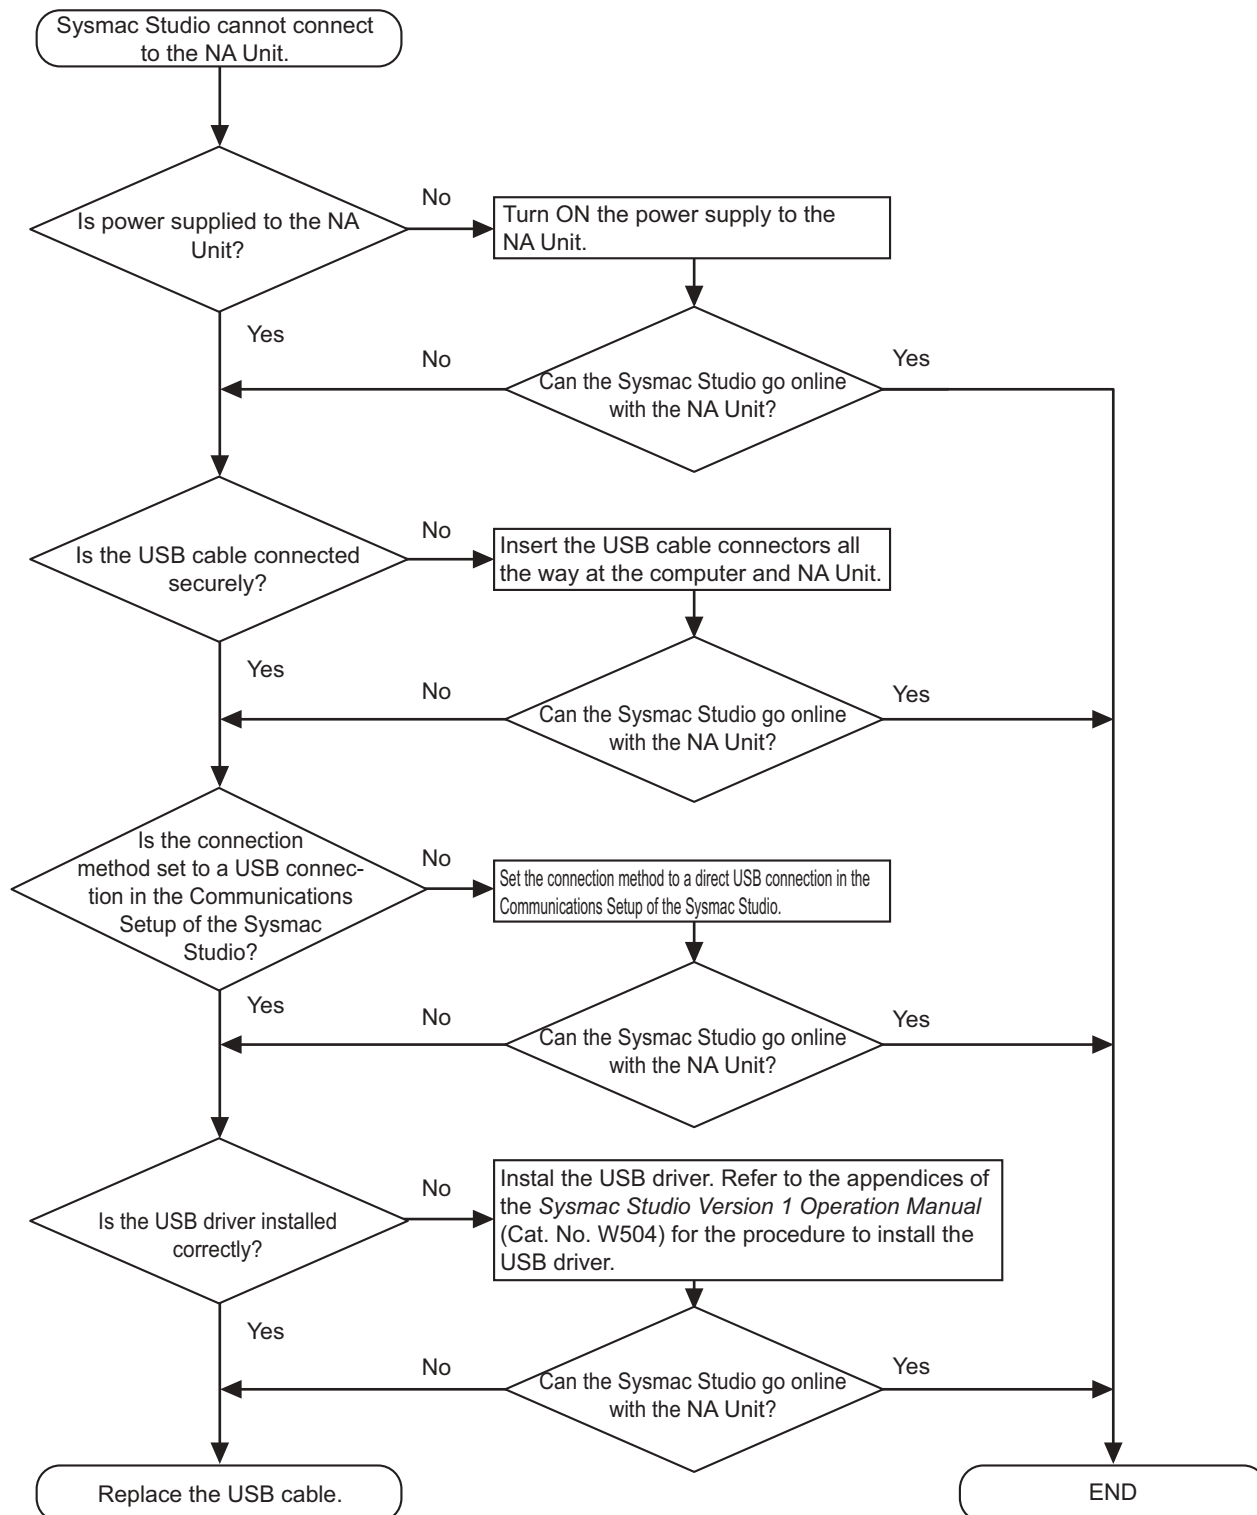 Sysmac Studio cannot connect
to the NA Unit.
Is power supplied to the NA
Unit?
No
Turn ON the power supply to the
NA Unit.
Yes
No
Can the Sysmac Studio go online
with the NA Unit?
Yes
Is the USB cable connected
securely?
No
Insert the USB cable connectors all
the way at the computer and NA Unit.
Yes
No
Can the Sysmac Studio go online
with the NA Unit?
Yes
Is the connection
method set to a USB connec-
tion in the Communications
Setup of the Sysmac
Studio?
No
Set the connection method to a direct USB connection in the
Communications Setup of the Sysmac Studio.
Yes
No
Can the Sysmac Studio go online
with the NA Unit?
Yes
Is the USB driver installed
correctly?
No
Instal the USB driver. Refer to the appendices of
the Sysmac Studio Version 1 Operation Manual
(Cat. No. W504) for the procedure to install the
USB driver.
Yes
No
Can the Sysmac Studio go online
with the NA Unit?
Yes
Replace the USB cable.
END